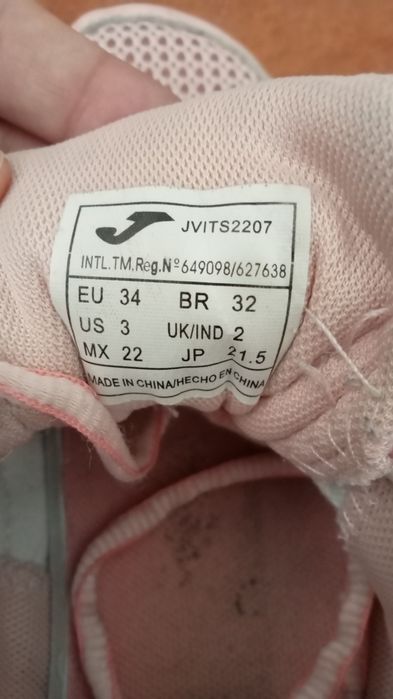 JVITS2207
INTL.TM.Reg.Nº649098/627638
EU 34 BR 32
US 3 UK/IND 2
MX 22 JP 21.5
MADE IN CHINA/HECHO EN CHINA